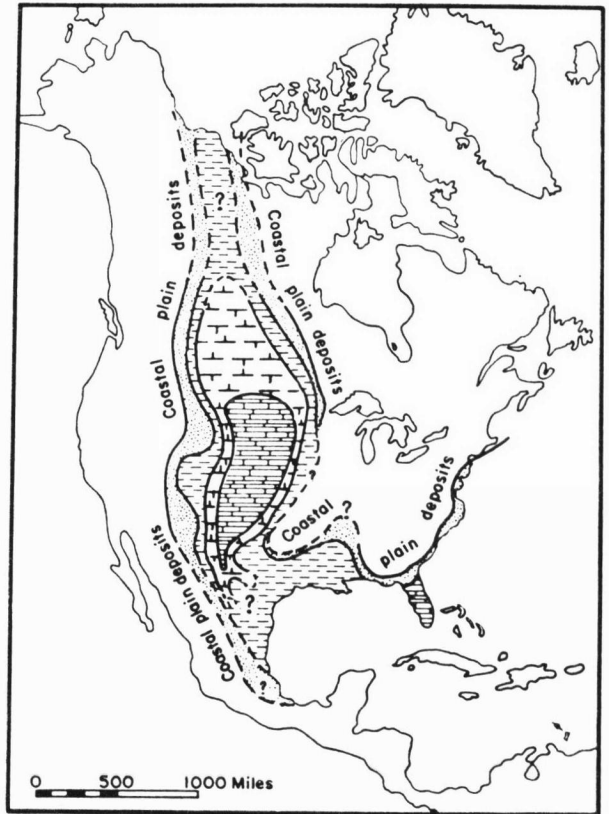 ?
Coastal
plain
deposits
Coastal
plain deposits
?
Coastal
?
plain
deposits
Coastal plain deposits
?
?
?
0 500 1000 Miles